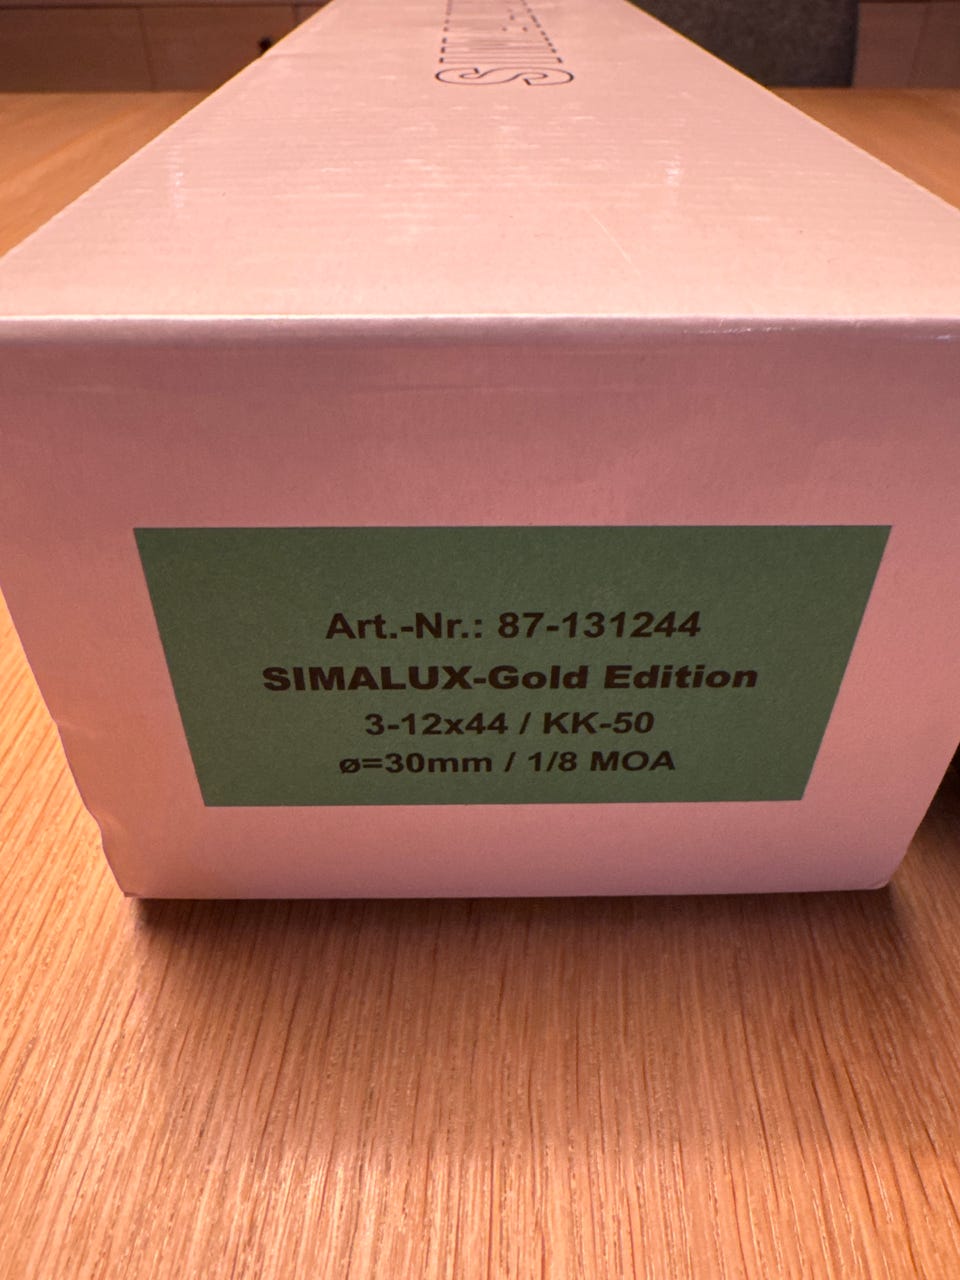 Art.-Nr.: 87-131244
SIMALUX-Gold Edition
3-12x44 / KK-50
ø=30mm / 1/8 MOA